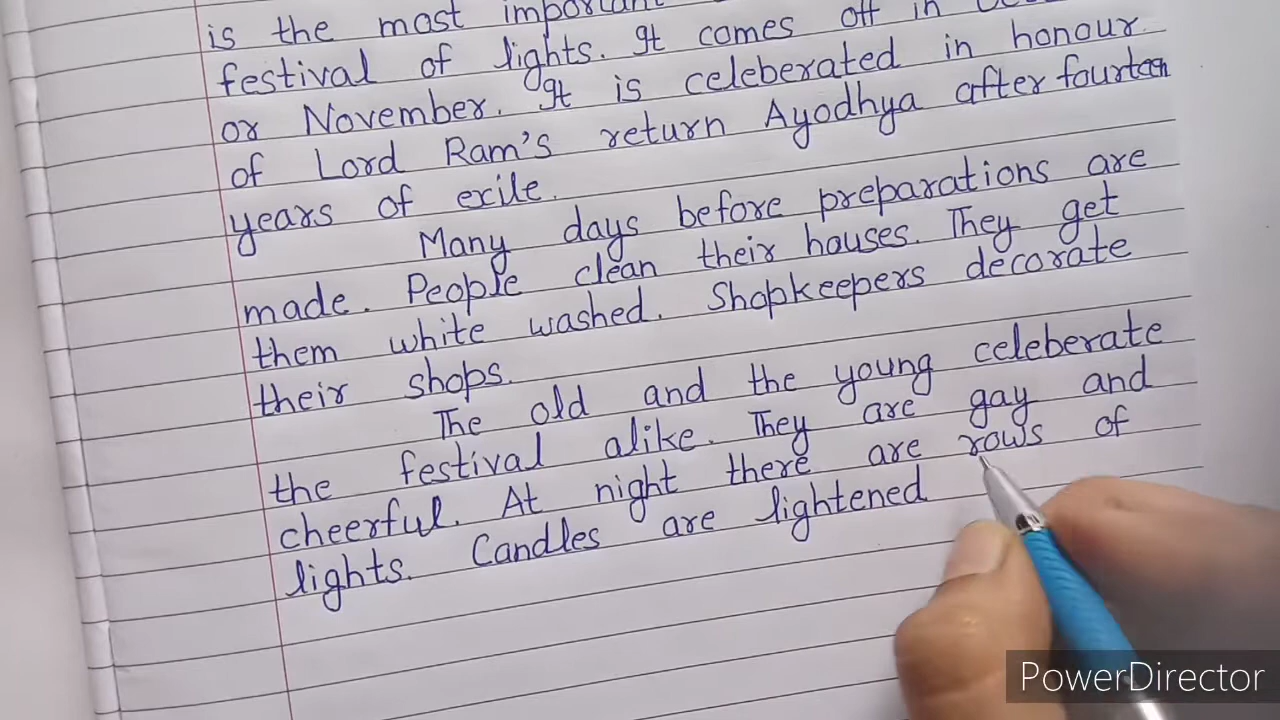 is the most important
festival of lights. It comes off in
or November. It is celeberated in honour
of Lord Ram's return Ayodhya after fourteen
years of exile.
Many days before preparations are
made. People clean their houses. They get
them white washed. Shopkeepers decorate
their shops.
The old and the young celeberate
the festival alike. They are gay and
cheerful. At night there are rows of
lights. Candles are lightened
PowerDirector